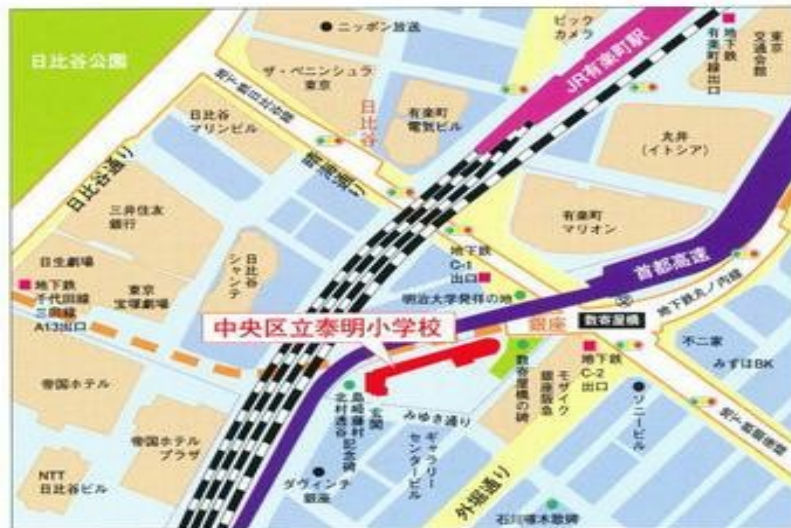 ニッポン放送
ビック
カメラ
地下鉄
有楽町線出口
東京
交通会館
日比谷公園
JR有楽町駅
ザ・ペニンシュラ
東京
日比谷
有楽町
電気ビル
日比谷
マリンビル
丸井
(イトシア)
日比谷通り
晴海通り
三井住友
銀行
有楽町
マリオン
日生劇場
日比谷
シャンテ
地下鉄
C-1
出口
首都高速
地下鉄
千代田線
三田線
A13出口
東京
宝塚劇場
明治大学発祥の地
地下鉄丸ノ内線
銀座
数寄屋橋
中央区立泰明小学校
不二家
みずほBK
帝国ホテル
島崎藤村
北村透谷 記念碑
玄関
みゆき通り
数寄屋橋の碑
モザイク
銀座阪急
地下鉄
C-2
出口
ソニービル
帝国ホテル
プラザ
ギャラリー
センタービル
NTT
日比谷ビル
ダヴィンチ
銀座
外堀通り
石川啄木歌碑